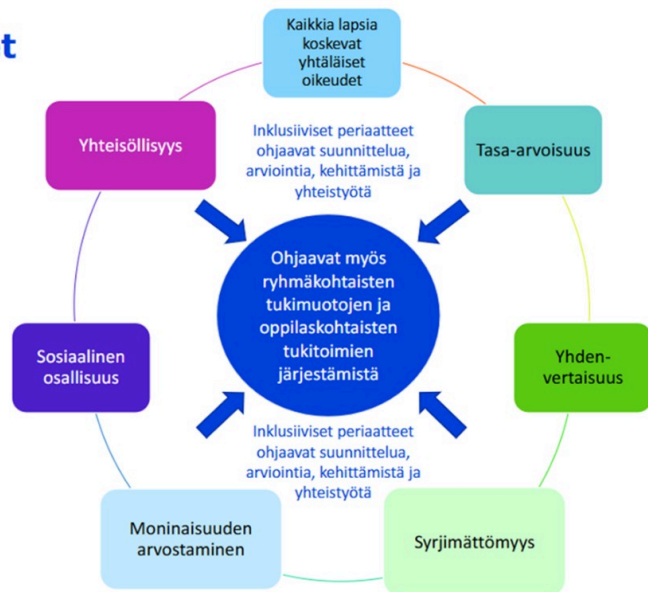 t
Kaikkia lapsia
koskevat
yhtäläiset
oikeudet
Yhteisöllisyys
Inklusiiviset periaatteet
ohjaavat suunnittelua,
arviointia, kehittämistä ja
yhteistyötä
Tasa-arvoisuus
Ohjaavat myös
ryhmäkohtaisten
tukimuotojen ja
oppilaskohtaisten
tukitoimien
järjestämistä
Sosiaalinen
osallisuus
Yhden-
vertaisuus
Inklusiiviset periaatteet
ohjaavat suunnittelua,
arviointia, kehittämistä ja
yhteistyötä
Moninaisuuden
arvostaminen
Syrjimättömyys